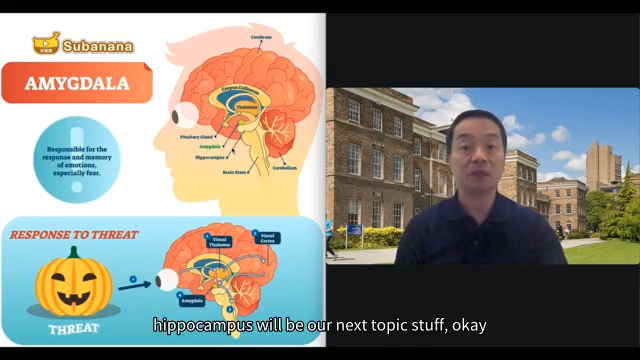 Subanana
AMYGDALA
Responsible for the
response and memory
of emotions,
especially fear.
Cerebrum
Corpus Callosum
Thalamus
Pituitary Gland
Amygdala
Hippocampus
Brain Stem
Cerebellum
RESPONSE TO THREAT
Visual
Thalamus
Visual
Cortex
Amygdala
THREAT
hippocampus will be our next topic stuff, okay